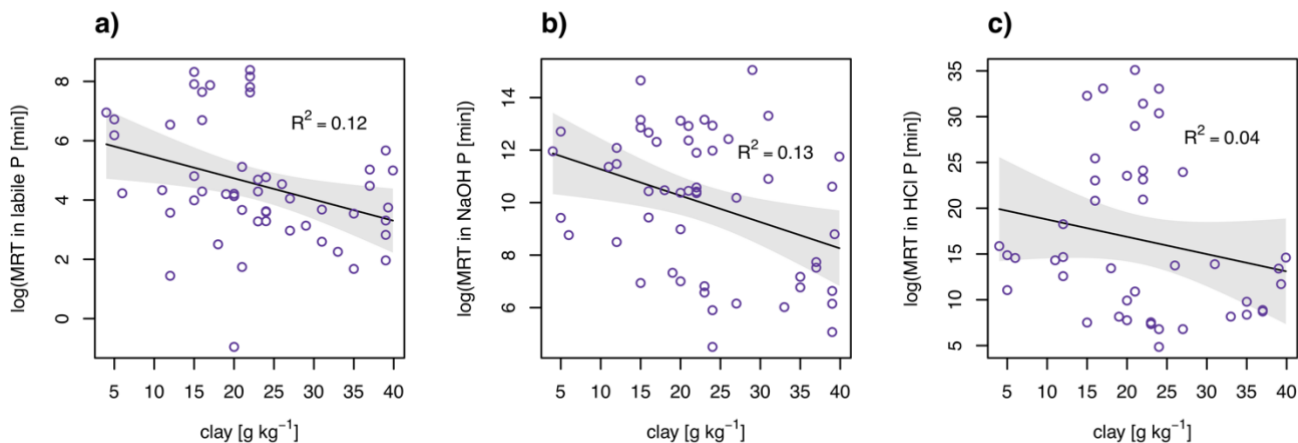 a)
log(MRT in labile P [min])
8
6
4
2
0
R² = 0.12
5 10 15 20 25 30 35 40
clay [g kg⁻¹]
b)
log(MRT in NaOH P [min])
14
12
10
8
6
R² = 0.13
5 10 15 20 25 30 35 40
clay [g kg⁻¹]
c)
log(MRT in HCl P [min])
35
30
25
20
15
10
5
R² = 0.04
5 10 15 20 25 30 35 40
clay [g kg⁻¹]